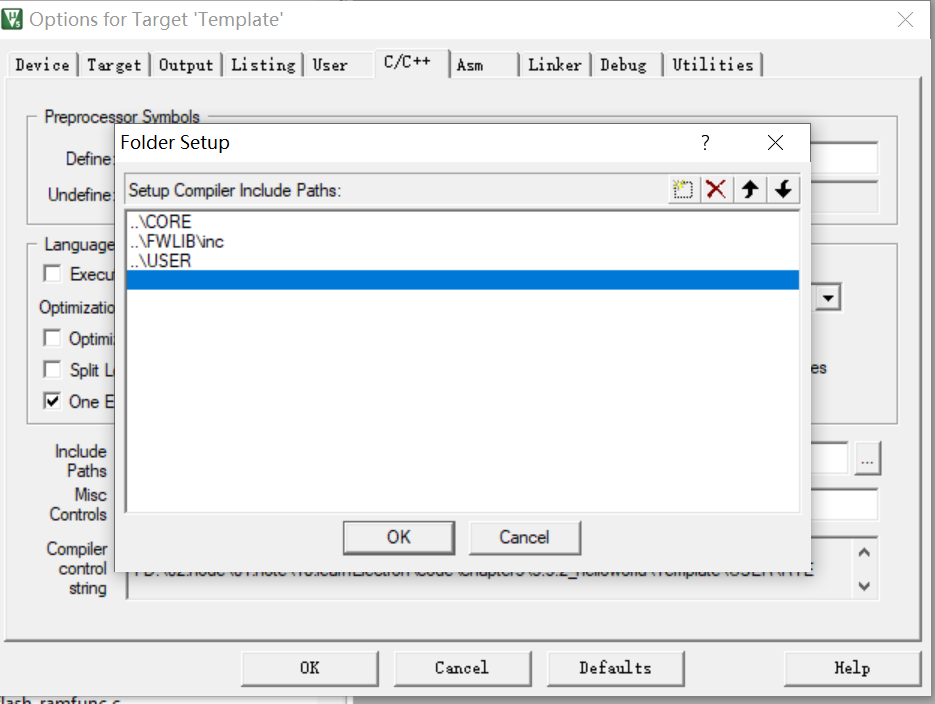 Options for Target 'Template'
Device Target Output Listing User C/C++ Asm Linker Debug Utilities
Preprocessor Symbols
Folder Setup
?
Define:
Setup Compiler Include Paths:
Undefine:
..\CORE
..\FWLIB\inc
Language
..\USER
Execu
Optimizatio
Optimi
Split L
es
One E
Include
Paths
...
Misc
Controls
OK Cancel
Compiler
control
string
OK Cancel Defaults Help